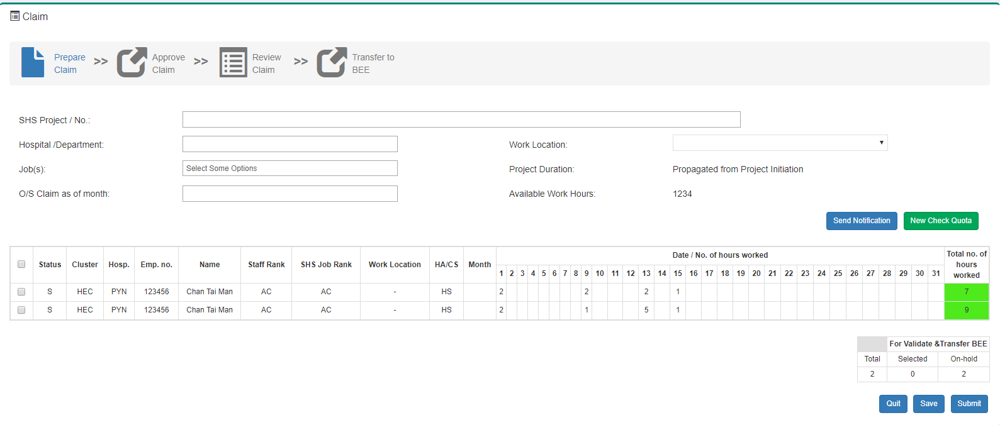 Claim
Prepare Claim >> Approve Claim >> Review Claim >> Transfer to BEE
SHS Project / No.:
Hospital /Department: Work Location:
Job(s): Select Some Options Project Duration: Propagated from Project Initiation
O/S Claim as of month: Available Work Hours: 1234
Send Notification New Check Quota
Status Cluster Hosp. Emp. no. Name Staff Rank SHS Job Rank Work Location HA/CS Month Date / No. of hours worked Total no. of hours worked
1 2 3 4 5 6 7 8 9 10 11 12 13 14 15 16 17 18 19 20 21 22 23 24 25 26 27 28 29 30 31
S HEC PYN 123456 Chan Tai Man AC AC - HS 2 2 2 1 7
S HEC PYN 123456 Chan Tai Man AC AC - HS 2 1 5 1 9
For Validate &Transfer BEE
Total Selected On-hold
2 0 2
Quit Save Submit